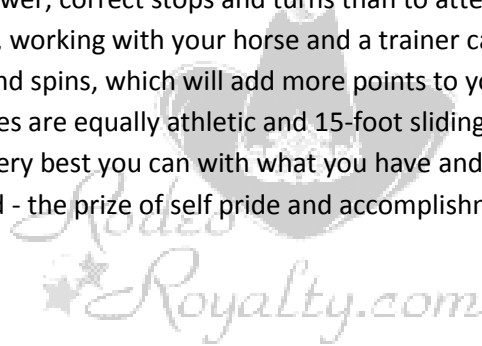 wer, correct stops and turns than to atte
, working with your horse and a trainer ca
nd spins, which will add more points to yo
es are equally athletic and 15-foot sliding
ery best you can with what you have and
d - the prize of self pride and accomplishn
Rodeo
Royalty.com